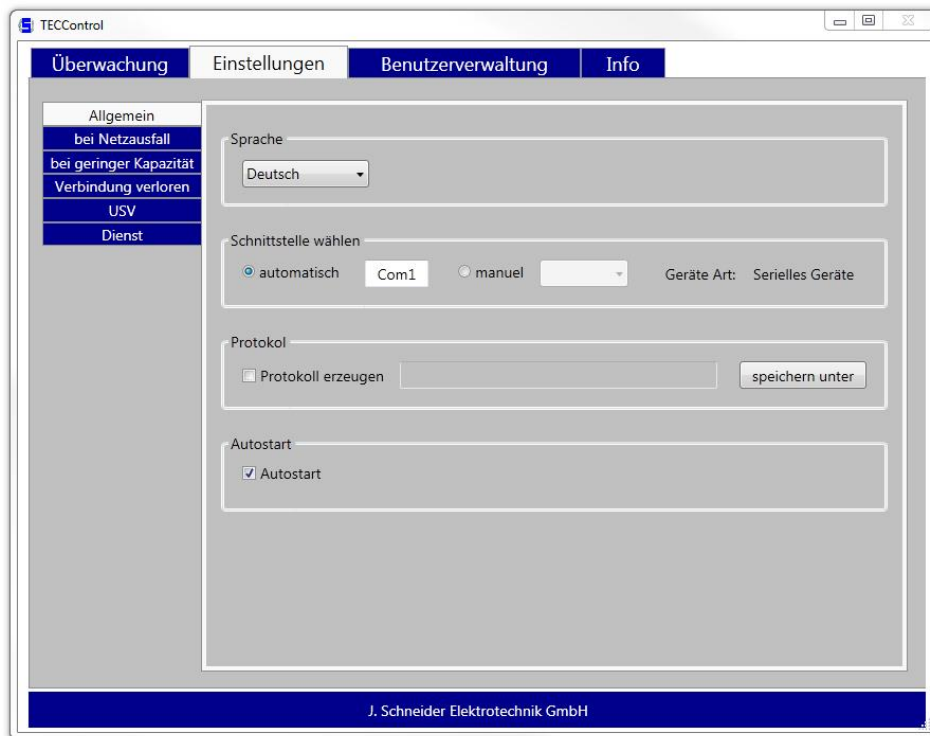 TECControl
Überwachung Einstellungen Benutzerverwaltung Info
Allgemein
bei Netzausfall
bei geringer Kapazität
Verbindung verloren
USV
Dienst
Sprache
Deutsch
Schnittstelle wählen
automatisch Com1 manuel Geräte Art: Serielles Geräte
Protokol
Protokoll erzeugen speichern unter
Autostart
Autostart
J. Schneider Elektrotechnik GmbH